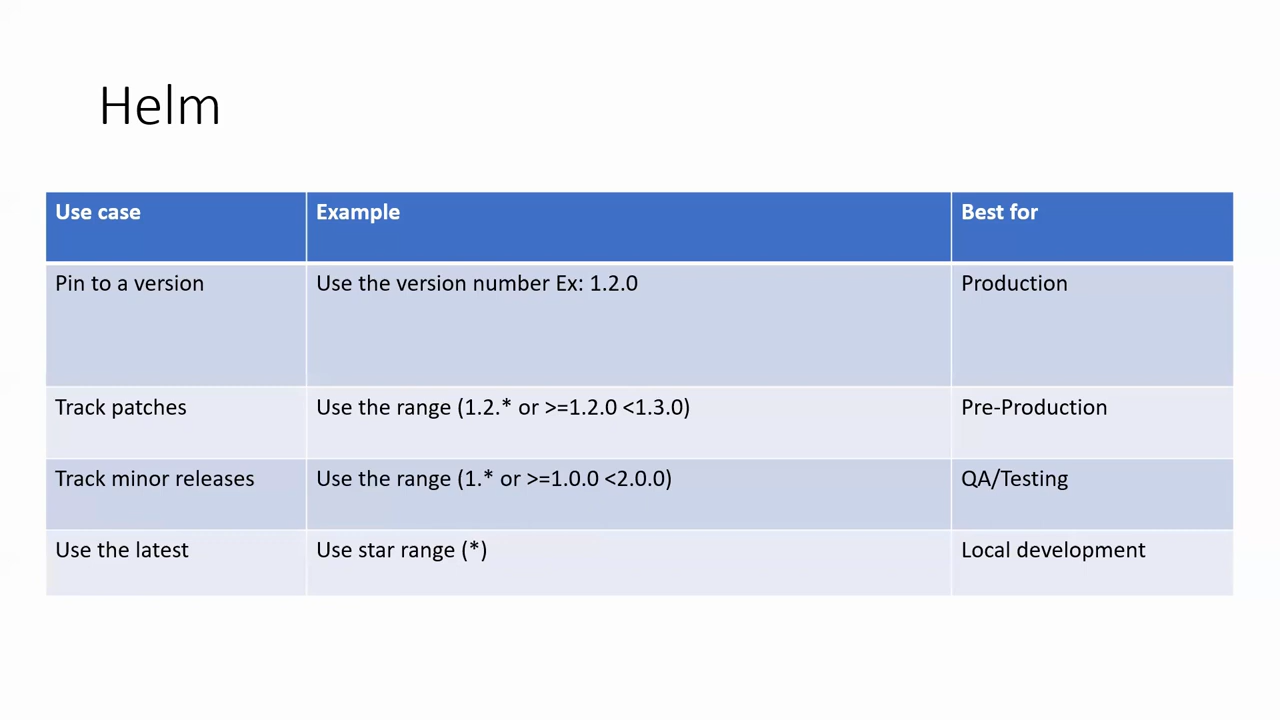 Helm
Use case Example Best for
Pin to a version Use the version number Ex: 1.2.0 Production
Track patches Use the range (1.2.* or >=1.2.0 <1.3.0) Pre-Production
Track minor releases Use the range (1.* or >=1.0.0 <2.0.0) QA/Testing
Use the latest Use star range (*) Local development